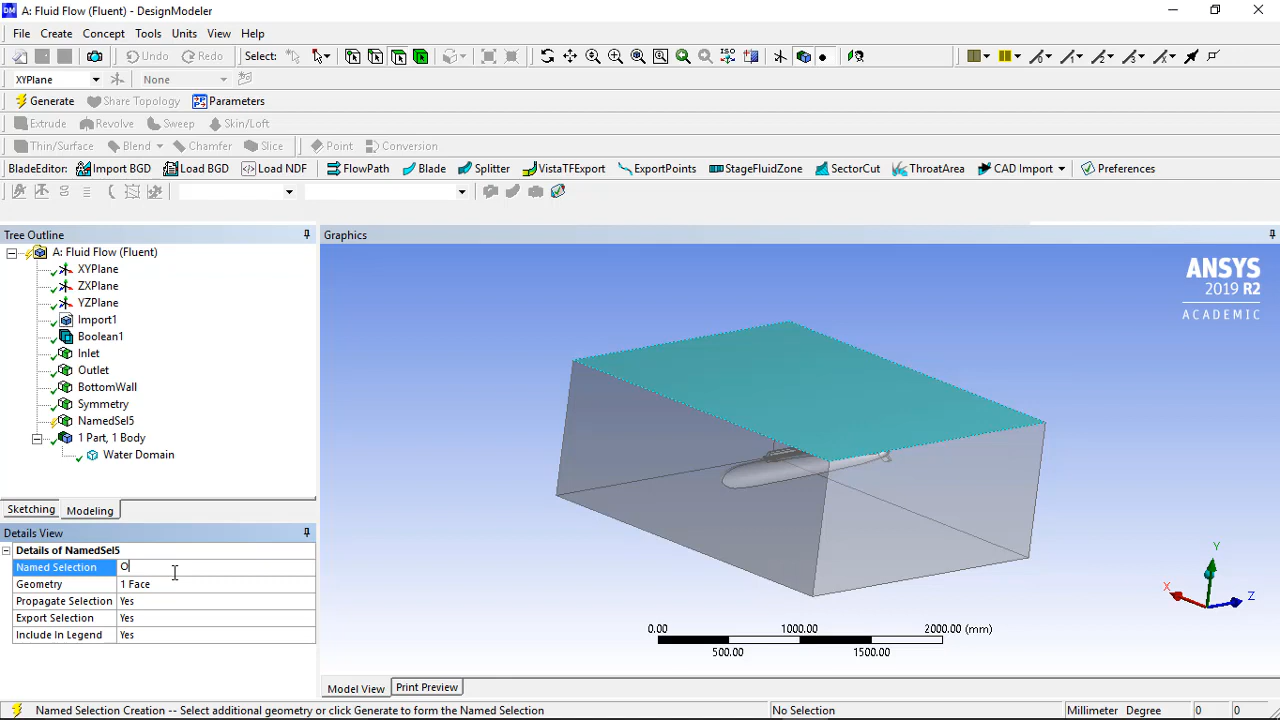 A: Fluid Flow (Fluent) - DesignModeler
File Create Concept Tools Units View Help
Undo Redo Select: ISO
XYPlane None
Generate Share Topology Parameters
Extrude Revolve Sweep Skin/Loft
Thin/Surface Blend Chamfer Slice Point Conversion
BladeEditor: Import BGD Load BGD Load NDF FlowPath Blade Splitter VistaTFExport ExportPoints StageFluidZone SectorCut ThroatArea CAD Import Preferences
Tree Outline
A: Fluid Flow (Fluent)
XYPlane
ZXPlane
YZPlane
Import1
Boolean1
Inlet
Outlet
BottomWall
Symmetry
NamedSel5
1 Part, 1 Body
Water Domain
Sketching Modeling
Details View
Details of NamedSel5
Named Selection O
Geometry 1 Face
Propagate Selection Yes
Export Selection Yes
Include In Legend Yes
Graphics
ANSYS
2019 R2
ACADEMIC
Y
X
Z
0.00 1000.00 2000.00 (mm)
500.00 1500.00
Model View Print Preview
Named Selection Creation -- Select additional geometry or click Generate to form the Named Selection No Selection Millimeter Degree 0 0